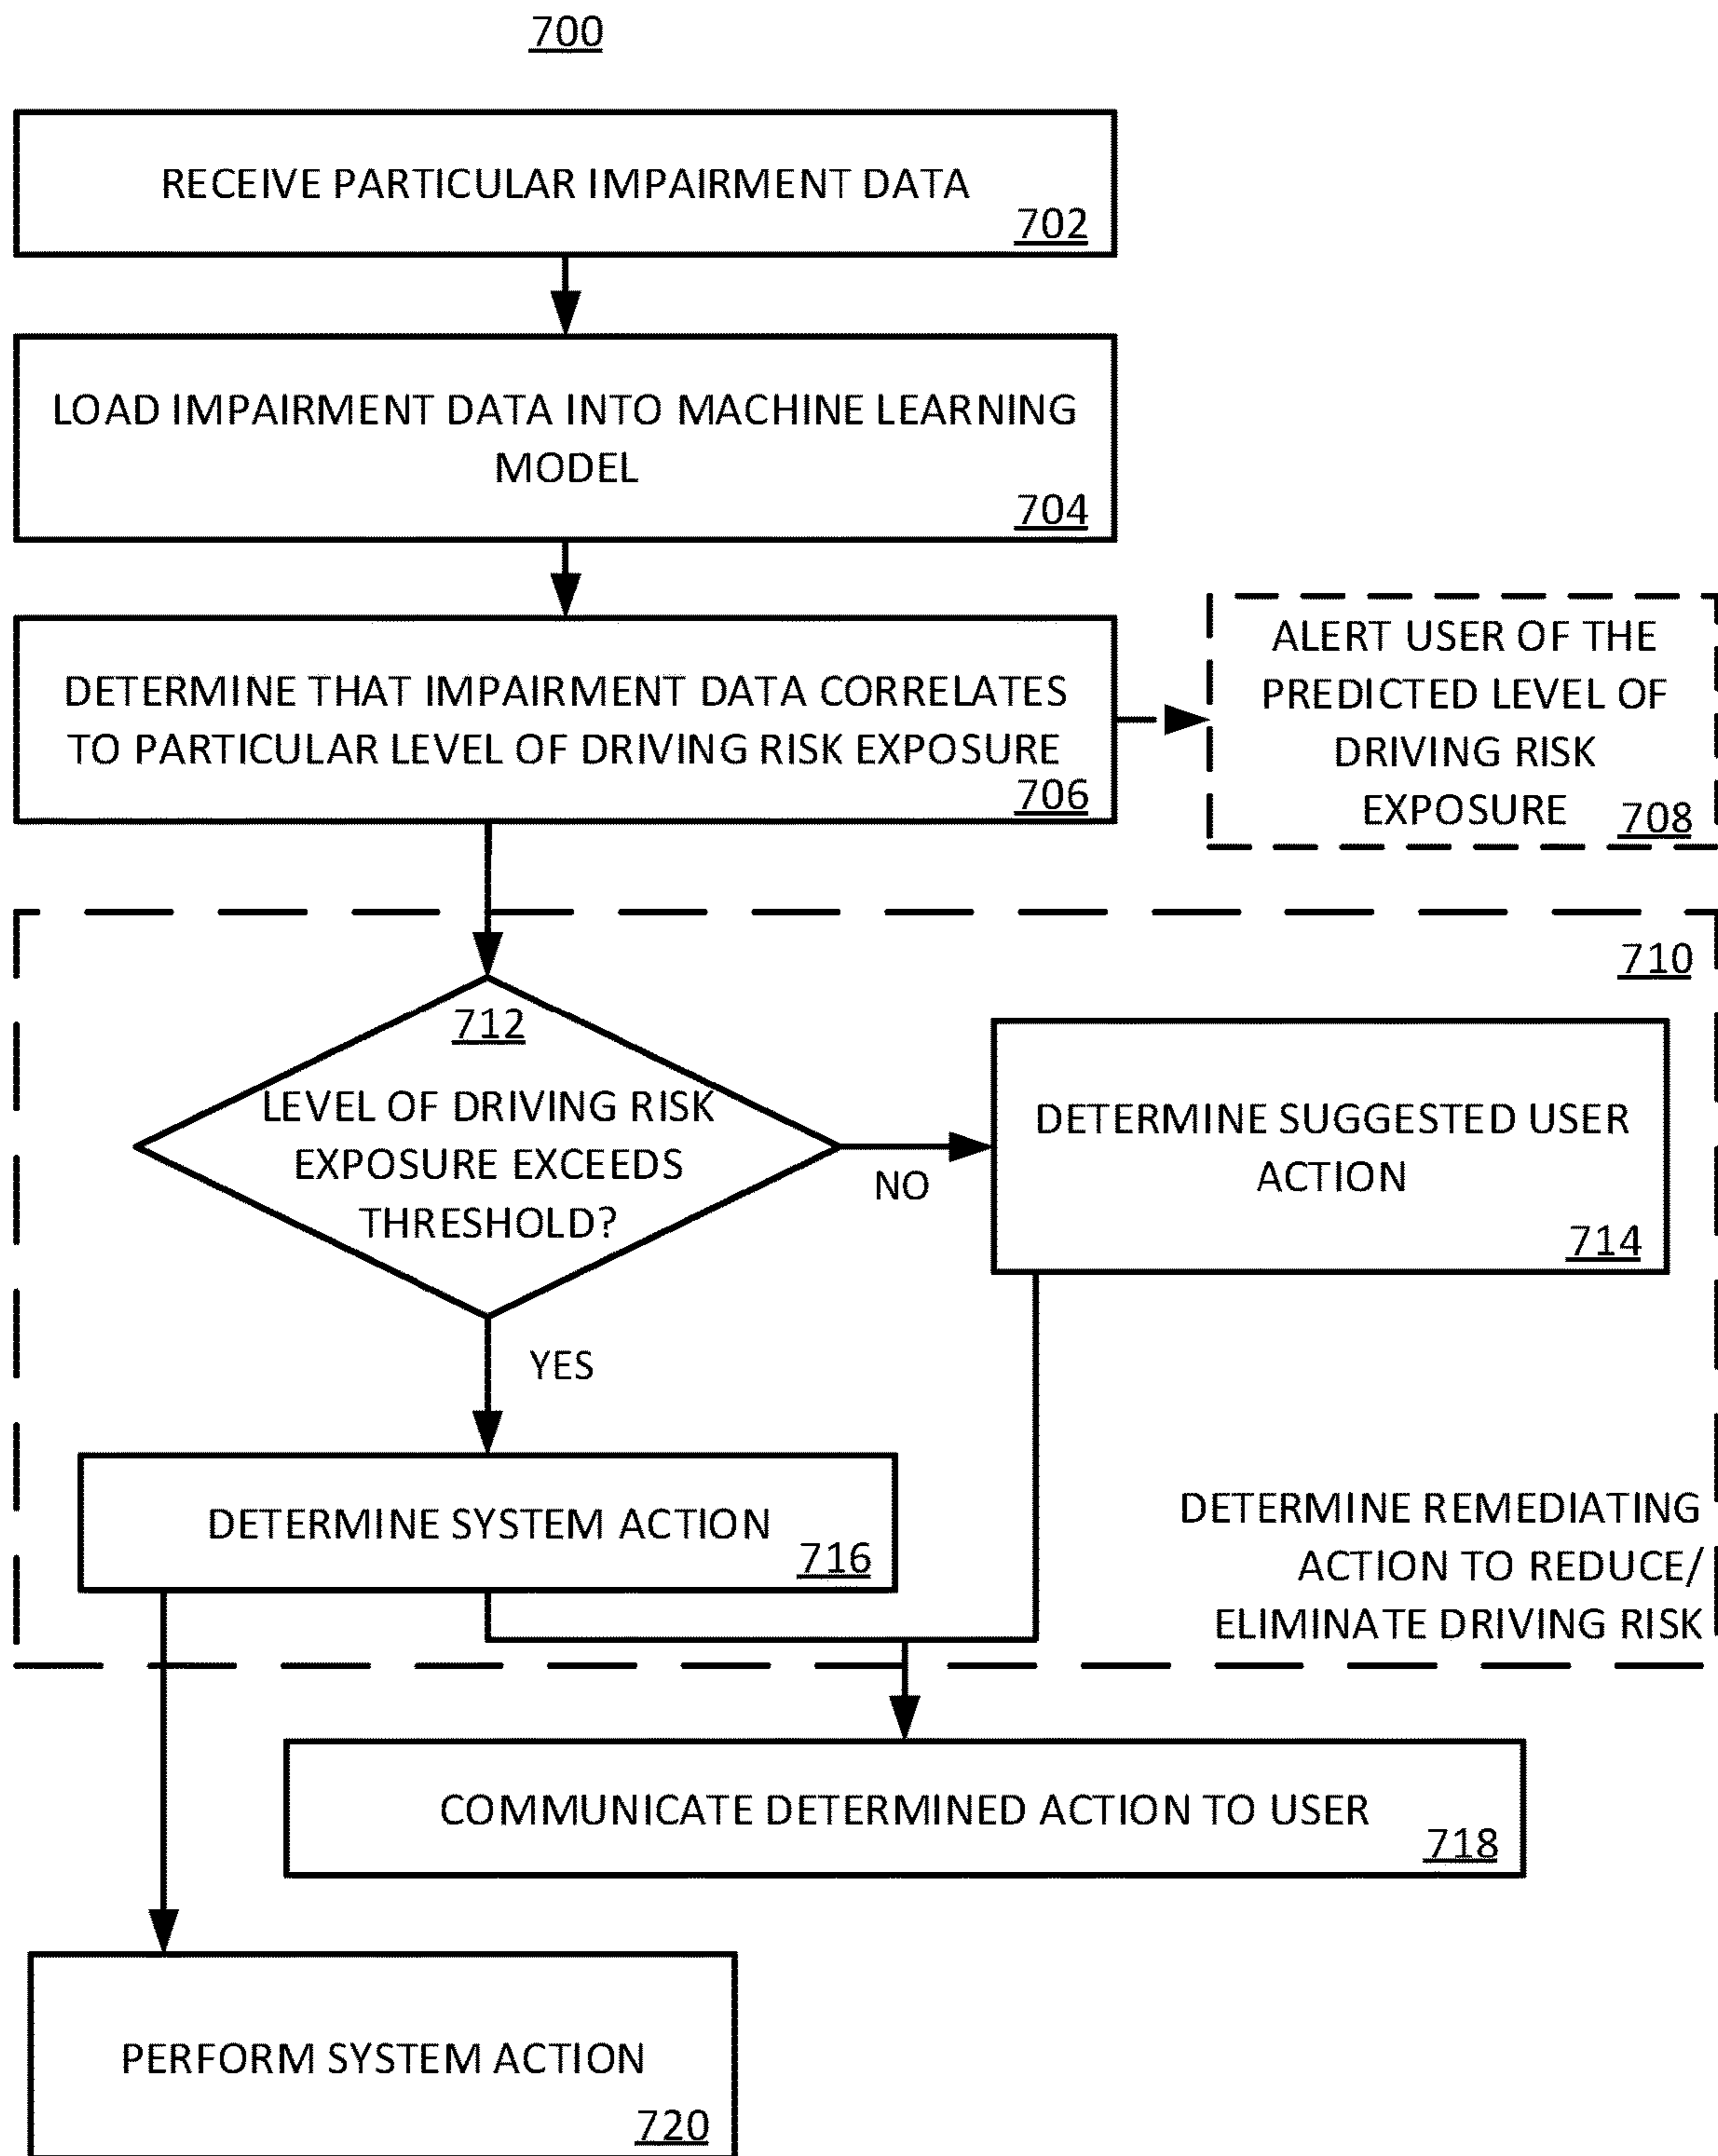 700
RECEIVE PARTICULAR IMPAIRMENT DATA
702
LOAD IMPAIRMENT DATA INTO MACHINE LEARNING
MODEL
704
DETERMINE THAT IMPAIRMENT DATA CORRELATES
TO PARTICULAR LEVEL OF DRIVING RISK EXPOSURE
706
ALERT USER OF THE
PREDICTED LEVEL OF
DRIVING RISK
EXPOSURE
708
710
712
LEVEL OF DRIVING RISK
EXPOSURE EXCEEDS
THRESHOLD?
NO
DETERMINE SUGGESTED USER
ACTION
714
YES
DETERMINE SYSTEM ACTION
716
DETERMINE REMEDIATING
ACTION TO REDUCE/
ELIMINATE DRIVING RISK
COMMUNICATE DETERMINED ACTION TO USER
718
PERFORM SYSTEM ACTION
720